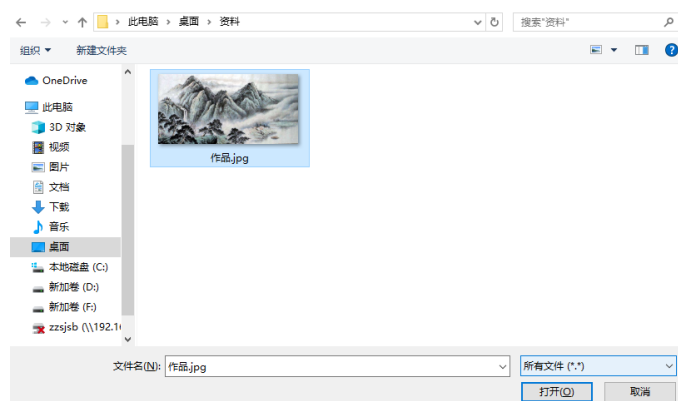 此电脑 › 桌面 › 资料
搜索"资料"
组织 新建文件夹
OneDrive
此电脑
3D 对象
视频
图片
文档
下载
音乐
桌面
本地磁盘 (C:)
新加卷 (D:)
新加卷 (F:)
zzsjsb (\\192.16
作品.jpg
文件名(N): 作品.jpg
所有文件 (*.*)
打开(O) 取消